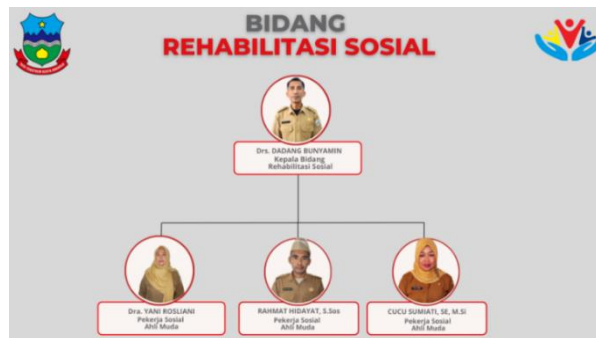 BIDANG
REHABILITASI SOSIAL
Drs. DADANG BUNYAMIN
Kepala Bidang
Rehabilitasi Sosial
Dra. YANI ROSLIANI
Pekerja Sosial
Ahli Muda
RAHMAT HIDAYAT, S.Sos
Pekerja Sosial
Ahli Muda
CUCU SUMIATI, SE, M.Si
Pekerja Sosial
Ahli Muda